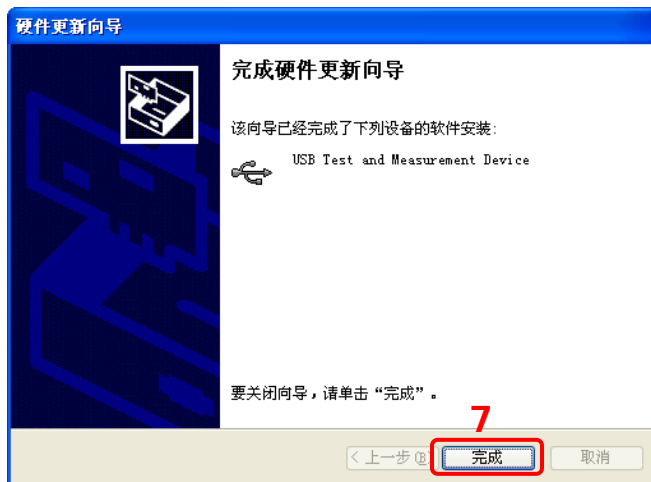 硬件更新向导
完成硬件更新向导
该向导已经完成了下列设备的软件安装:
USB Test and Measurement Device
要关闭向导，请单击“完成”。
7
< 上一步(B) 完成 取消